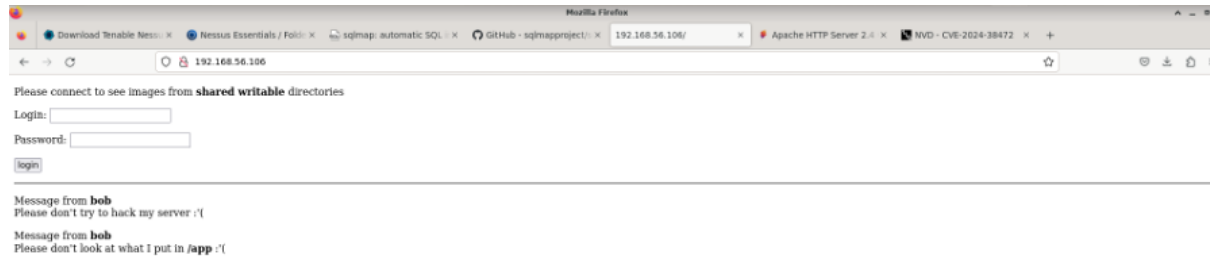 Mozilla Firefox
Download Tenable Nessu
Nessus Essentials / Folde
sqlmap: automatic SQL
GitHub - sqlmapproject/
192.168.56.106/
Apache HTTP Server 2.4
NVD - CVE-2024-38472
192.168.56.106
Please connect to see images from shared writable directories
Login:
Password:
login
Message from bob
Please don't try to hack my server :'(
Message from bob
Please don't look at what I put in /app :'(